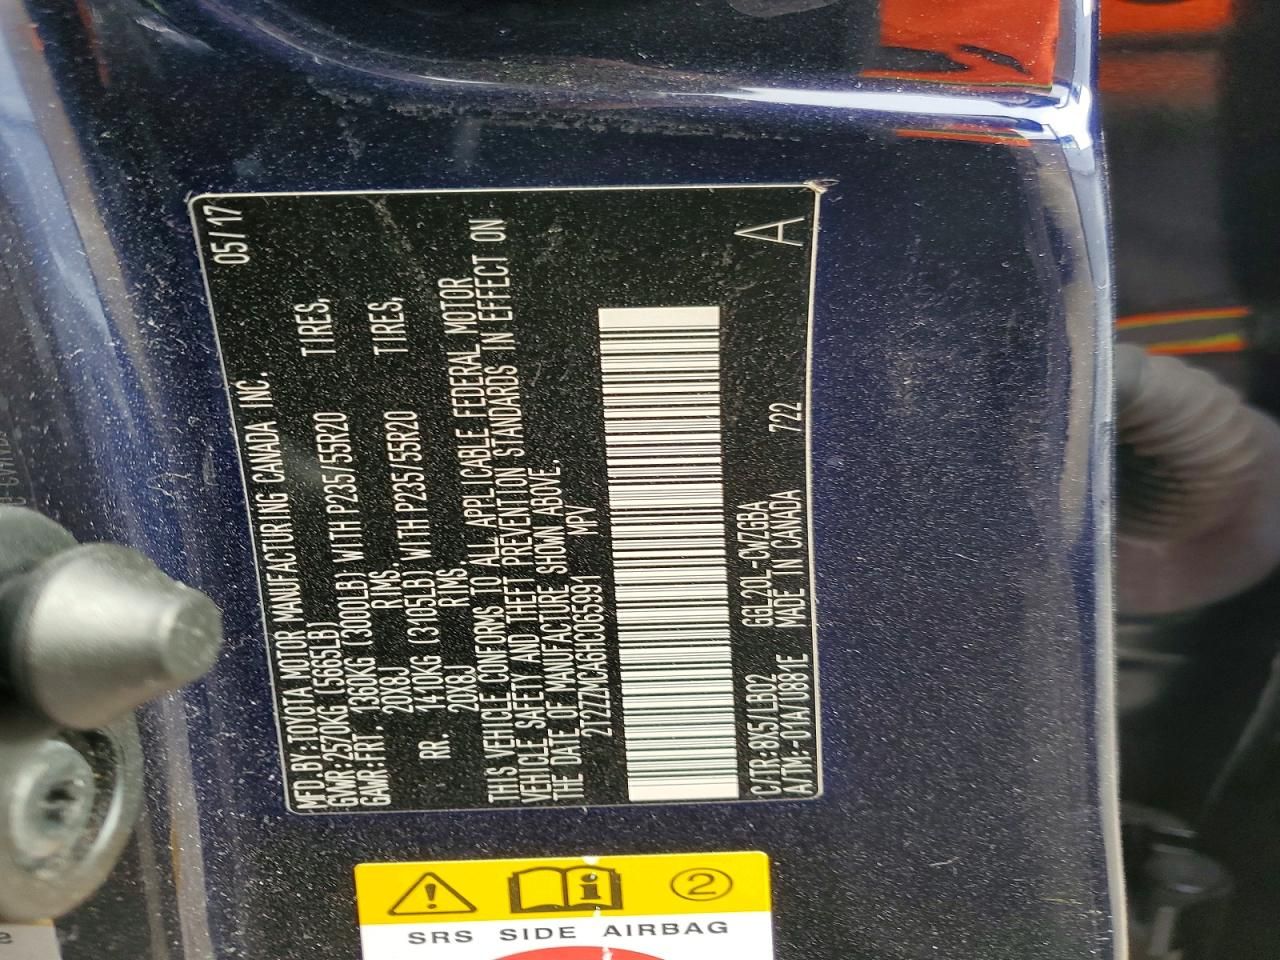 MFD.BY:TOYOTA MOTOR MANUFACTURING CANADA INC. 05/17
GVWR:2570KG (5665LB)
GAWR:FRT. 1360KG (3000LB) WITH P235/55R20 TIRES,
20X8J RIMS.
RR. 1410KG (3105LB) WITH P235/55R20 TIRES,
20X8J RIMS.
THIS VEHICLE CONFORMS TO ALL APPLICABLE FEDERAL MOTOR
VEHICLE SAFETY AND THEFT PREVENTION STANDARDS IN EFFECT ON
THE DATE OF MANUFACTURE SHOWN ABOVE.
2T2ZZMCA6HC065991 MPV
C/TR:8X5/LB02 GGL20L-CWZGBA A
A/TM:-01A/U881E MADE IN CANADA 722
2
SRS SIDE AIRBAG